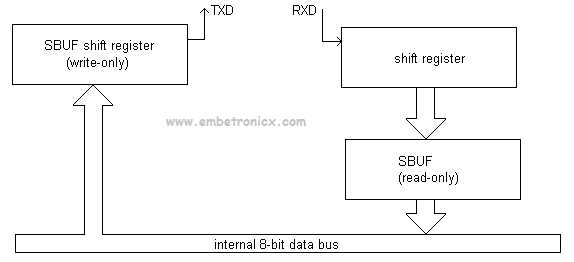 TXD
RXD
SBUF shift register
(write-only)
shift register
www.embetronicx.com
SBUF
(read-only)
internal 8-bit data bus